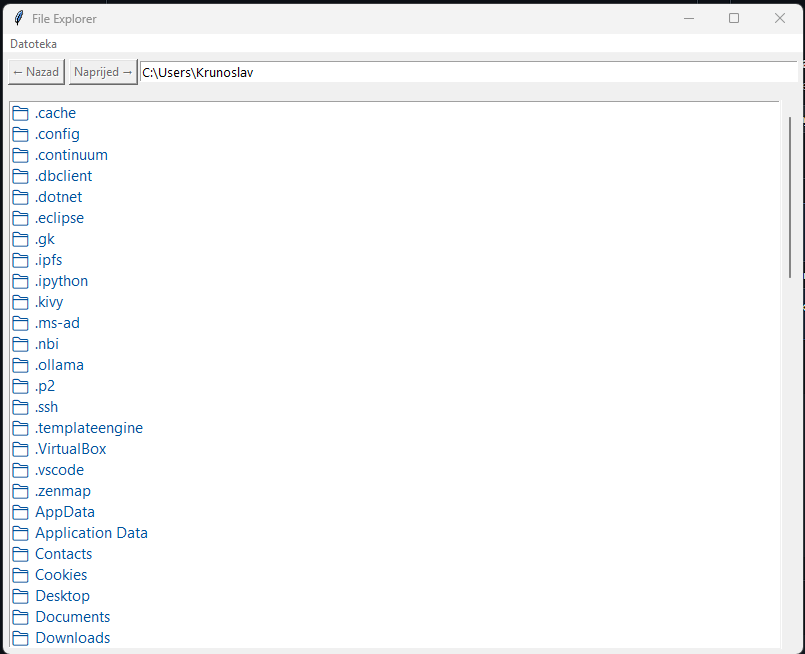 File Explorer
Datoteka
← Nazad Naprijed → C:\Users\Krunoslav
.cache
.config
.continuum
.dbclient
.dotnet
.eclipse
.gk
.ipfs
.ipython
.kivy
.ms-ad
.nbi
.ollama
.p2
.ssh
.templateengine
.VirtualBox
.vscode
.zenmap
AppData
Application Data
Contacts
Cookies
Desktop
Documents
Downloads